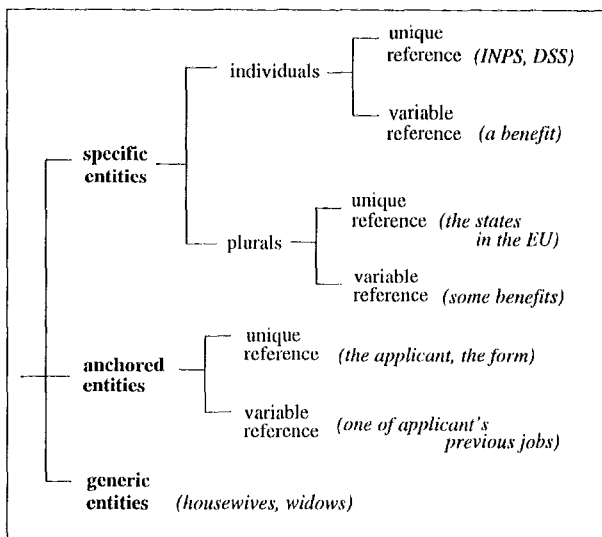 unique
reference (INPS, DSS)
individuals
variable
reference (a benefit)
specific
entities
unique
reference (the states
in the EU)
plurals
variable
reference (some benefits)
unique
reference (the applicant, the form)
anchored
entities
variable
reference (one of applicant's
previous jobs)
generic
entities (housewives, widows)